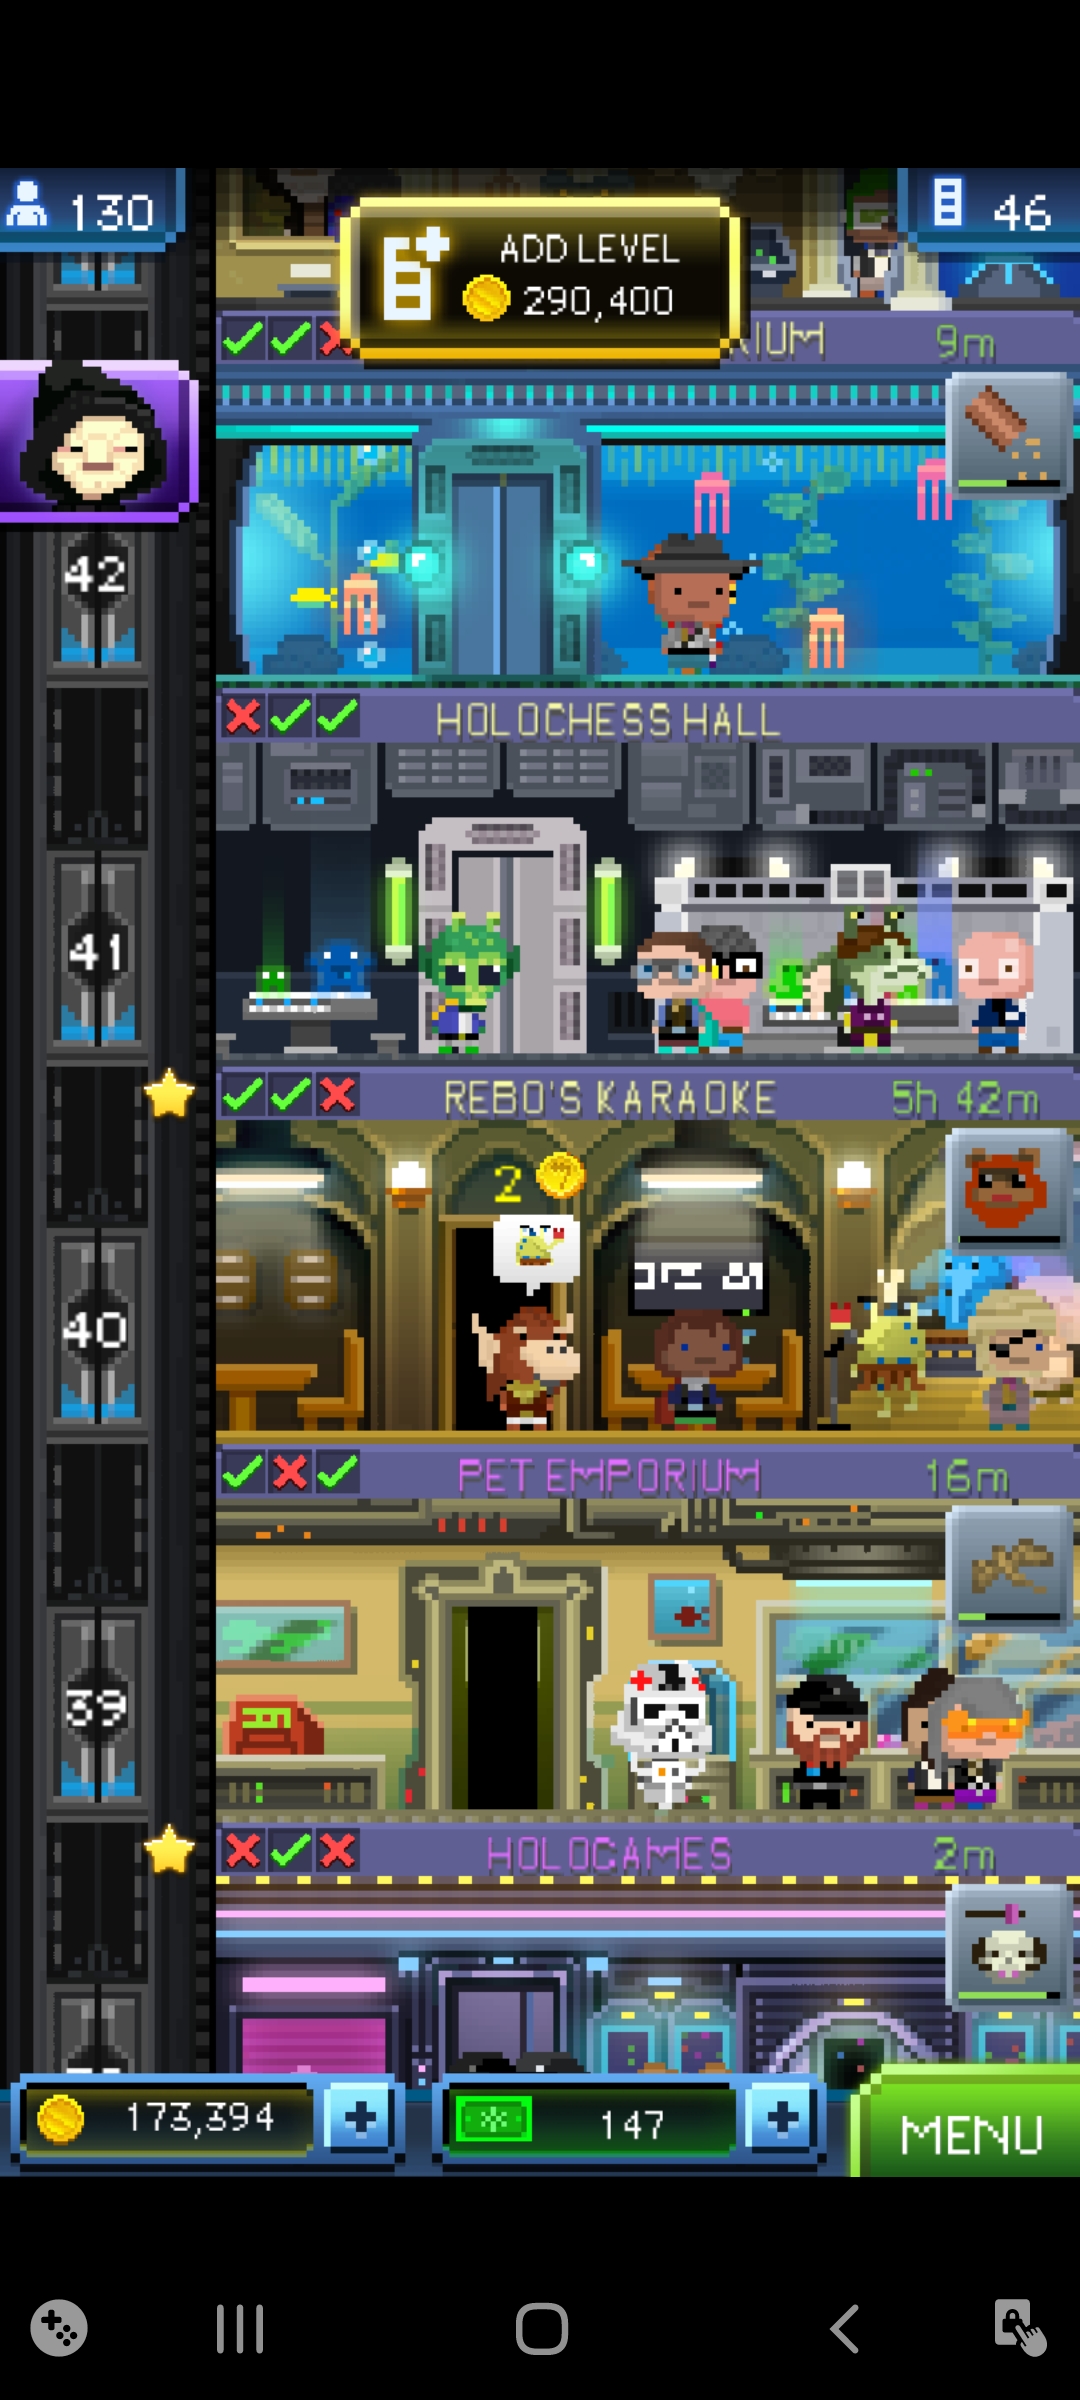 130
ADD LEVEL
290,400
46
RIUM
9m
42
HOLOCHESS HALL
41
REBO'S KARAOKE
5h 42m
2
40
PET EMPORIUM
16m
39
HOLOGAMES
2m
173,394
147
MENU